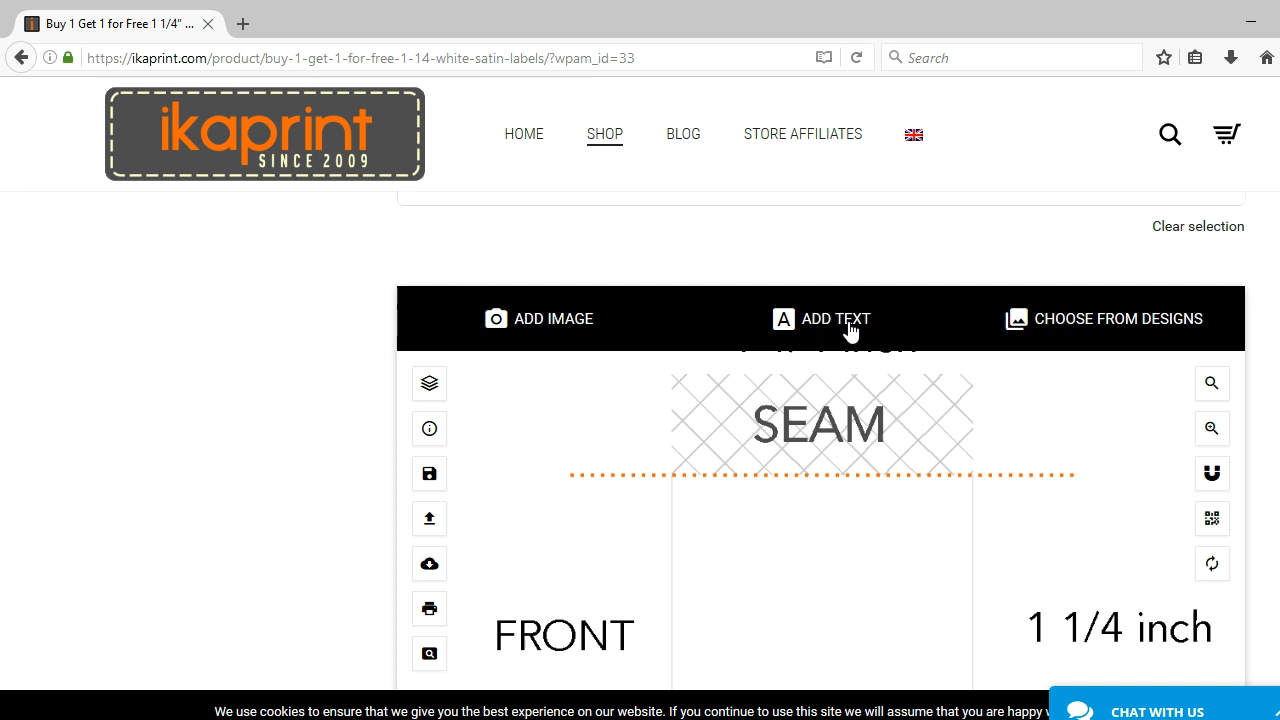 Buy 1 Get 1 for Free 1 1/4" ...
https://ikaprint.com/product/buy-1-get-1-for-free-1-14-white-satin-labels/?wpam_id=33
Search
ikaprint
SINCE 2009
HOME
SHOP
BLOG
STORE AFFILIATES
Clear selection
ADD IMAGE
ADD TEXT
CHOOSE FROM DESIGNS
SEAM
FRONT
1 1/4 inch
We use cookies to ensure that we give you the best experience on our website. If you continue to use this site we will assume that you are happy
CHAT WITH US